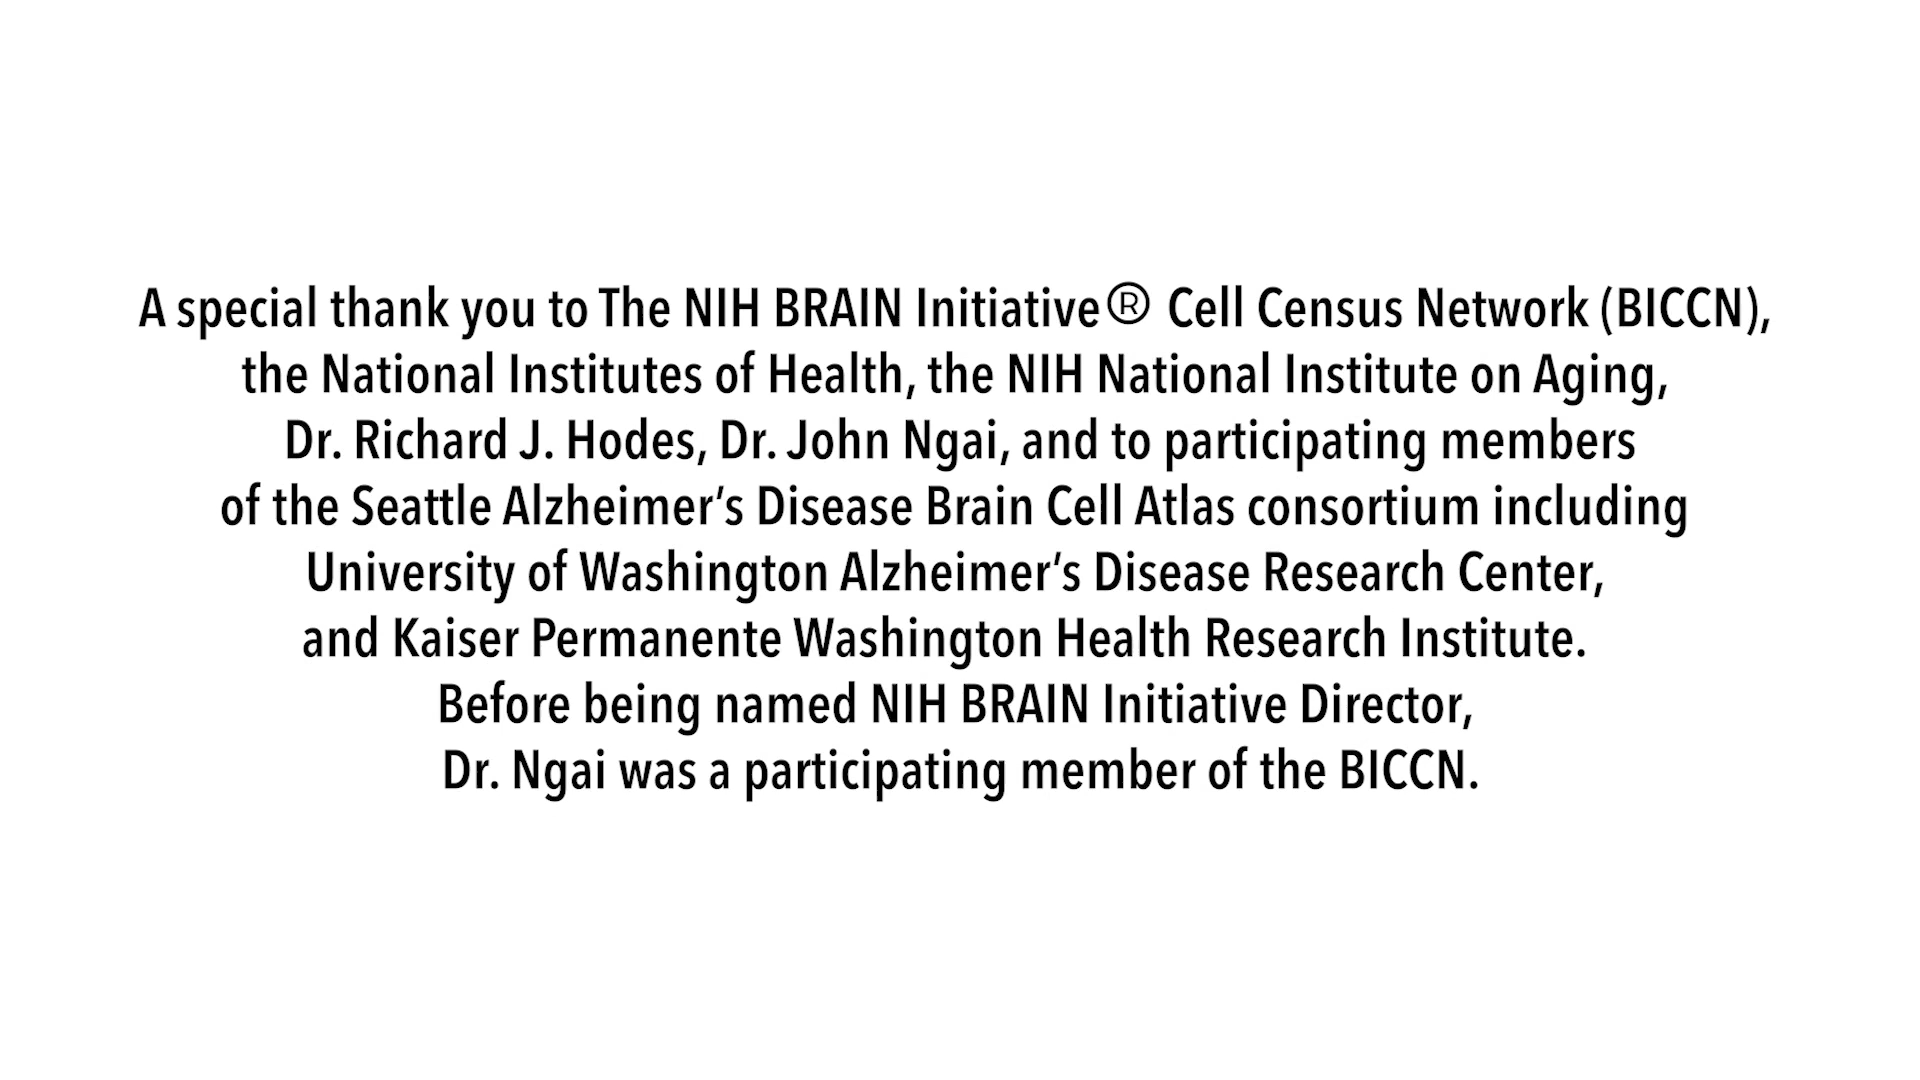 A special thank you to The NIH BRAIN Initiative® Cell Census Network (BICCN),
the National Institutes of Health, the NIH National Institute on Aging,
Dr. Richard J. Hodes, Dr. John Ngai, and to participating members
of the Seattle Alzheimer’s Disease Brain Cell Atlas consortium including
University of Washington Alzheimer’s Disease Research Center,
and Kaiser Permanente Washington Health Research Institute.
Before being named NIH BRAIN Initiative Director,
Dr. Ngai was a participating member of the BICCN.